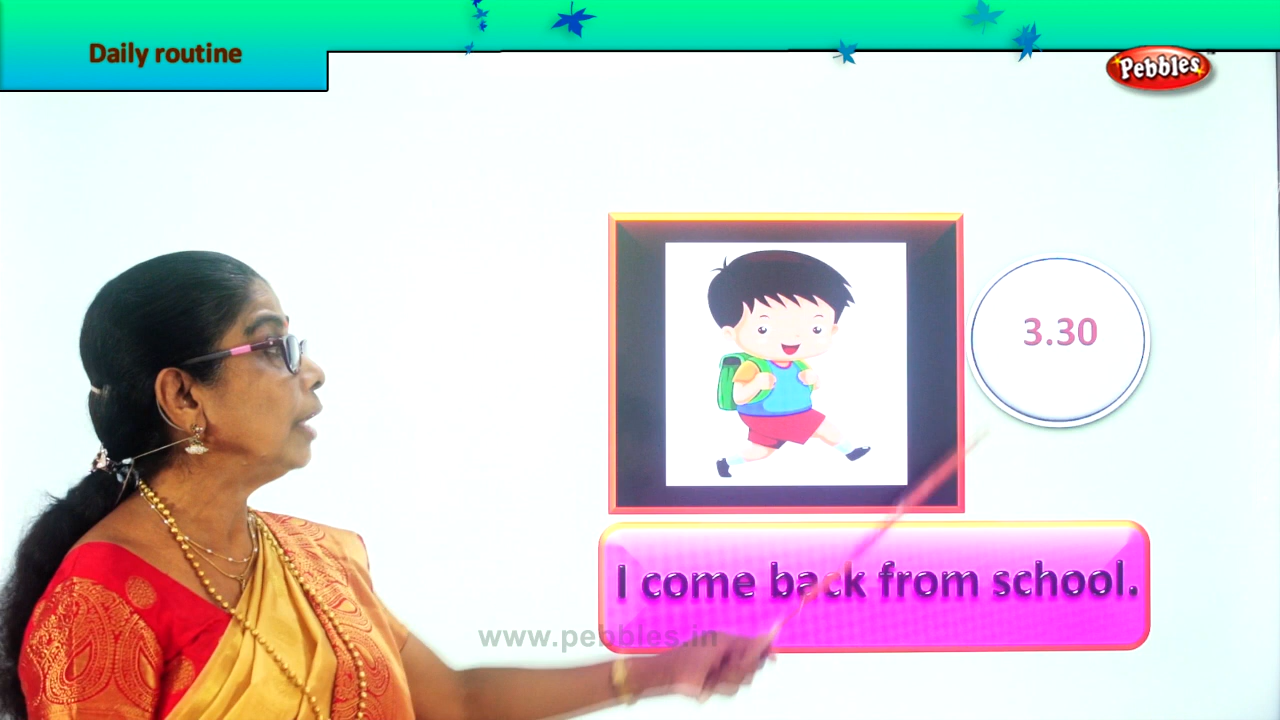 Daily routine
Pebbles
3.30
I come back from school.
www.pebbles.in